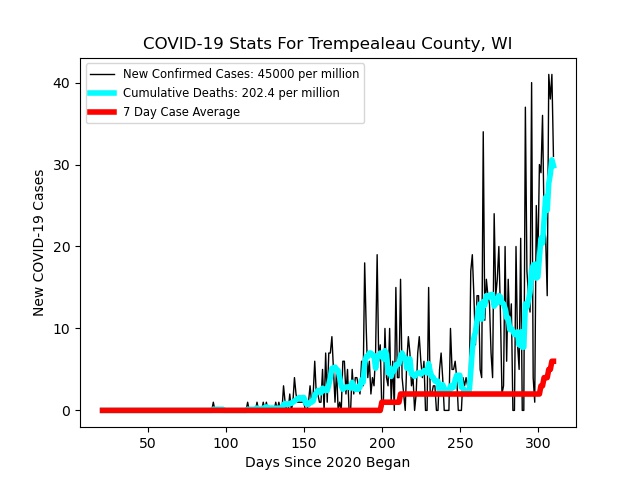 COVID-19 Stats For Trempealeau County, WI
New Confirmed Cases: 45000 per million
Cumulative Deaths: 202.4 per million
7 Day Case Average
40
30
20
10
0
New COVID-19 Cases
50 100 150 200 250 300
Days Since 2020 Began